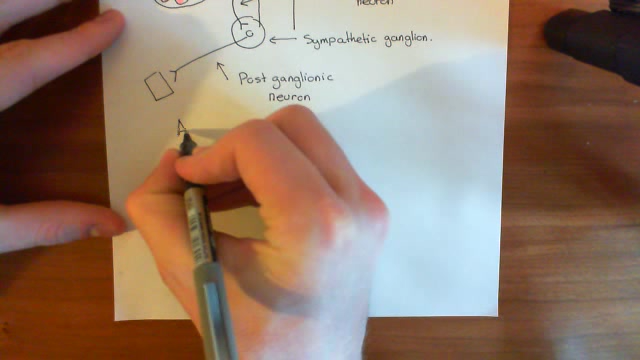 neuron
Sympathetic ganglion.
Post ganglionic
neuron
A